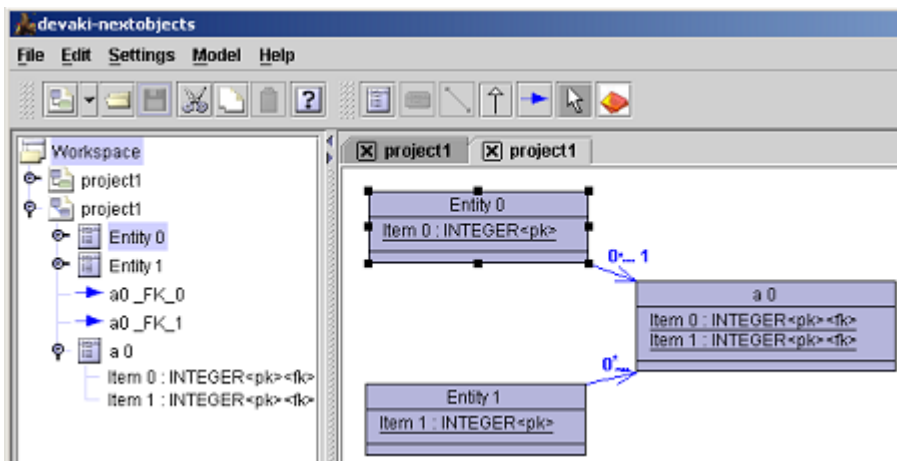 devaki-nextobjects
File Edit Settings Model Help
Workspace
project1
project1
Entity 0
Entity 1
a0 _FK_0
a0 _FK_1
a 0
Item 0 : INTEGER<pk><fk>
Item 1 : INTEGER<pk><fk>
project1 project1
Entity 0
Item 0 : INTEGER<pk>
0... 1
a 0
Item 0 : INTEGER<pk><fk>
Item 1 : INTEGER<pk><fk>
Entity 1
Item 1 : INTEGER<pk>